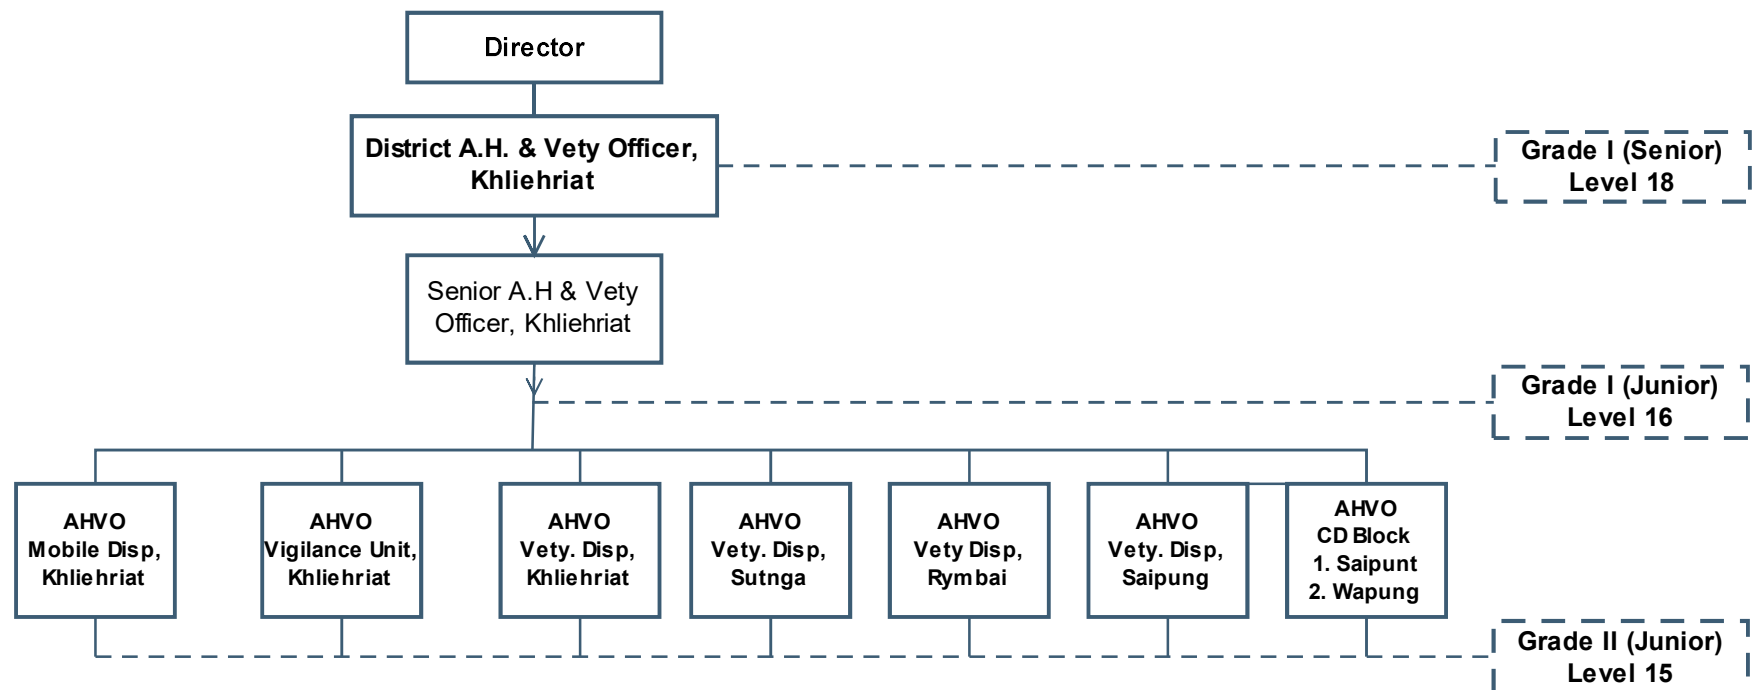 Director
District A.H. & Vety Officer,
Khliehriat
Grade I (Senior)
Level 18
Senior A.H & Vety
Officer, Khliehriat
Grade I (Junior)
Level 16
AHVO
Mobile Disp,
Khliehriat
AHVO
Vigilance Unit,
Khliehriat
AHVO
Vety. Disp,
Khliehriat
AHVO
Vety. Disp,
Sutnga
AHVO
Vety Disp,
Rymbai
AHVO
Vety. Disp,
Saipung
AHVO
CD Block
1. Saipunt
2. Wapung
Grade II (Junior)
Level 15